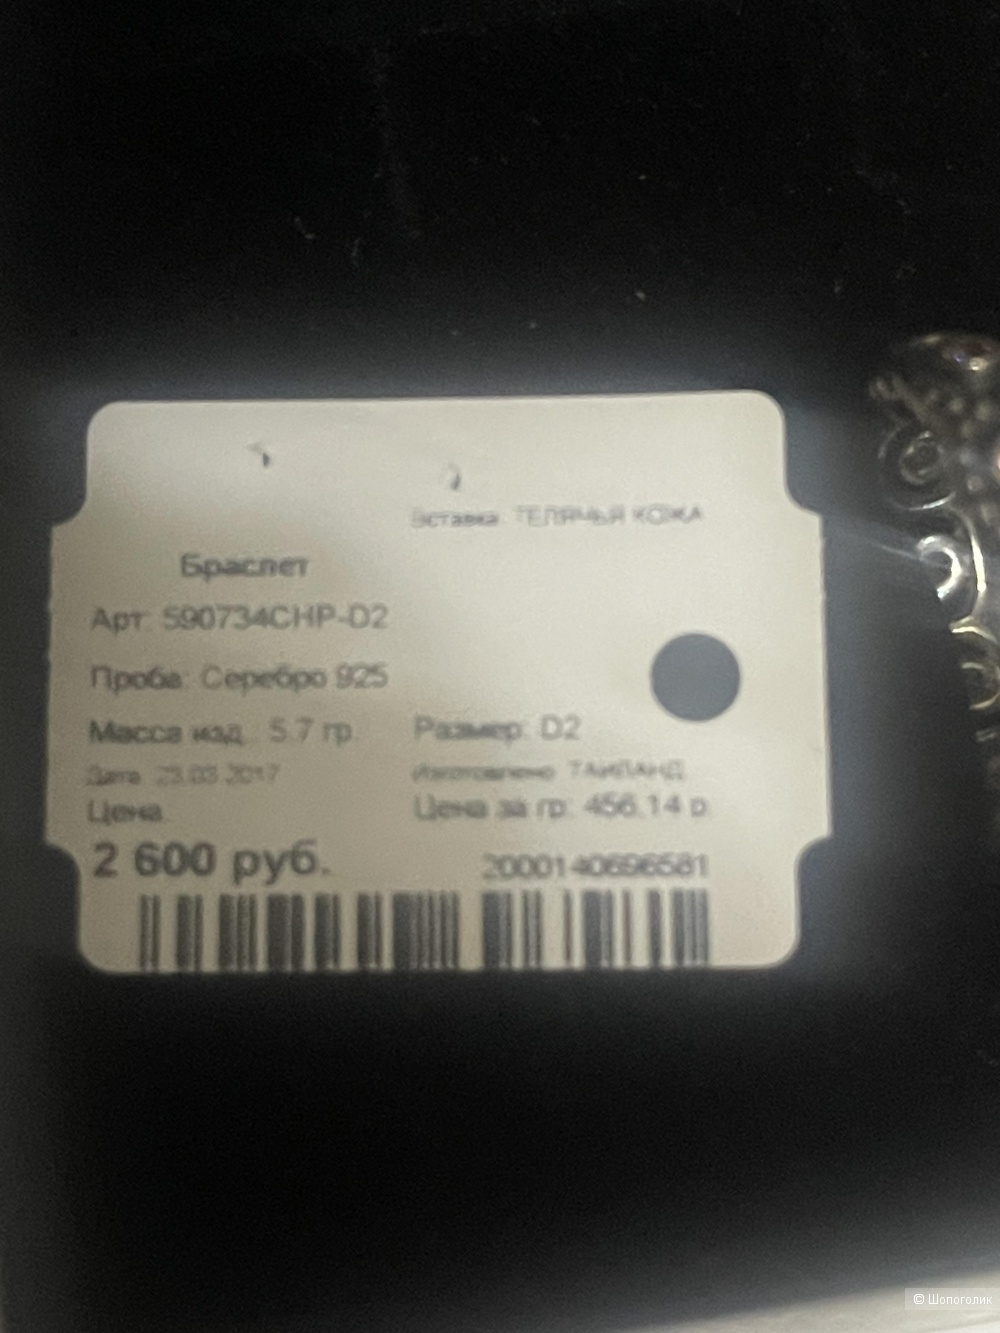 Вставка: ТЕЛЯЧЬЯ КОЖА
Браслет
Арт: 590734CHP-D2
Проба: Серебро 925
Масса изд.: 5.7 гр. Размер: D2
Дата: 23.03.2017 Изготовлено: ТАИЛАНД
Цена Цена за гр: 456.14 р.
2 600 руб. 2000140696581
© Шопоголик